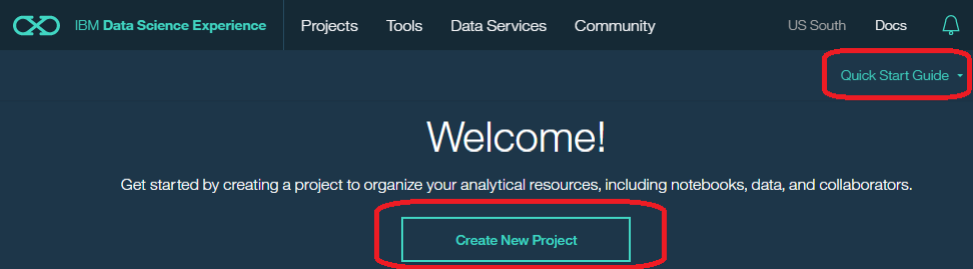 IBM Data Science Experience Projects Tools Data Services Community US South Docs
Quick Start Guide
Welcome!
Get started by creating a project to organize your analytical resources, including notebooks, data, and collaborators.
Create New Project